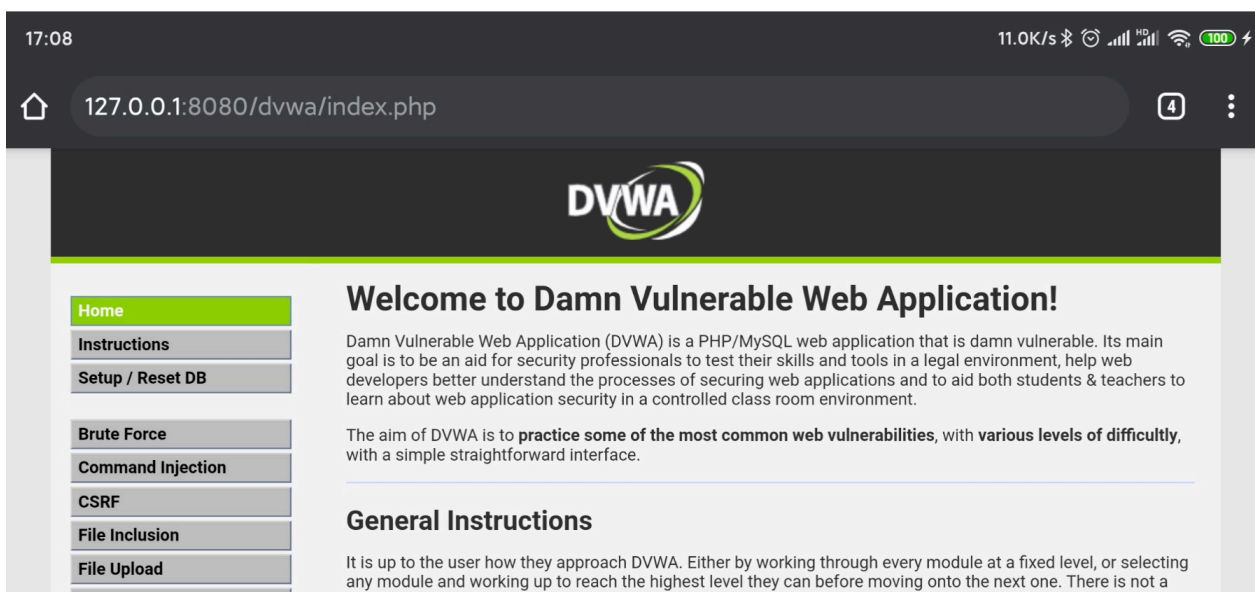 17:08
11.0K/s HD 100
127.0.0.1:8080/dvwa/index.php
4
DVWA
Home
Instructions
Setup / Reset DB
Brute Force
Command Injection
CSRF
File Inclusion
File Upload
Welcome to Damn Vulnerable Web Application!
Damn Vulnerable Web Application (DVWA) is a PHP/MySQL web application that is damn vulnerable. Its main
goal is to be an aid for security professionals to test their skills and tools in a legal environment, help web
developers better understand the processes of securing web applications and to aid both students & teachers to
learn about web application security in a controlled class room environment.
The aim of DVWA is to practice some of the most common web vulnerabilities, with various levels of difficultly,
with a simple straightforward interface.
General Instructions
It is up to the user how they approach DVWA. Either by working through every module at a fixed level, or selecting
any module and working up to reach the highest level they can before moving onto the next one. There is not a